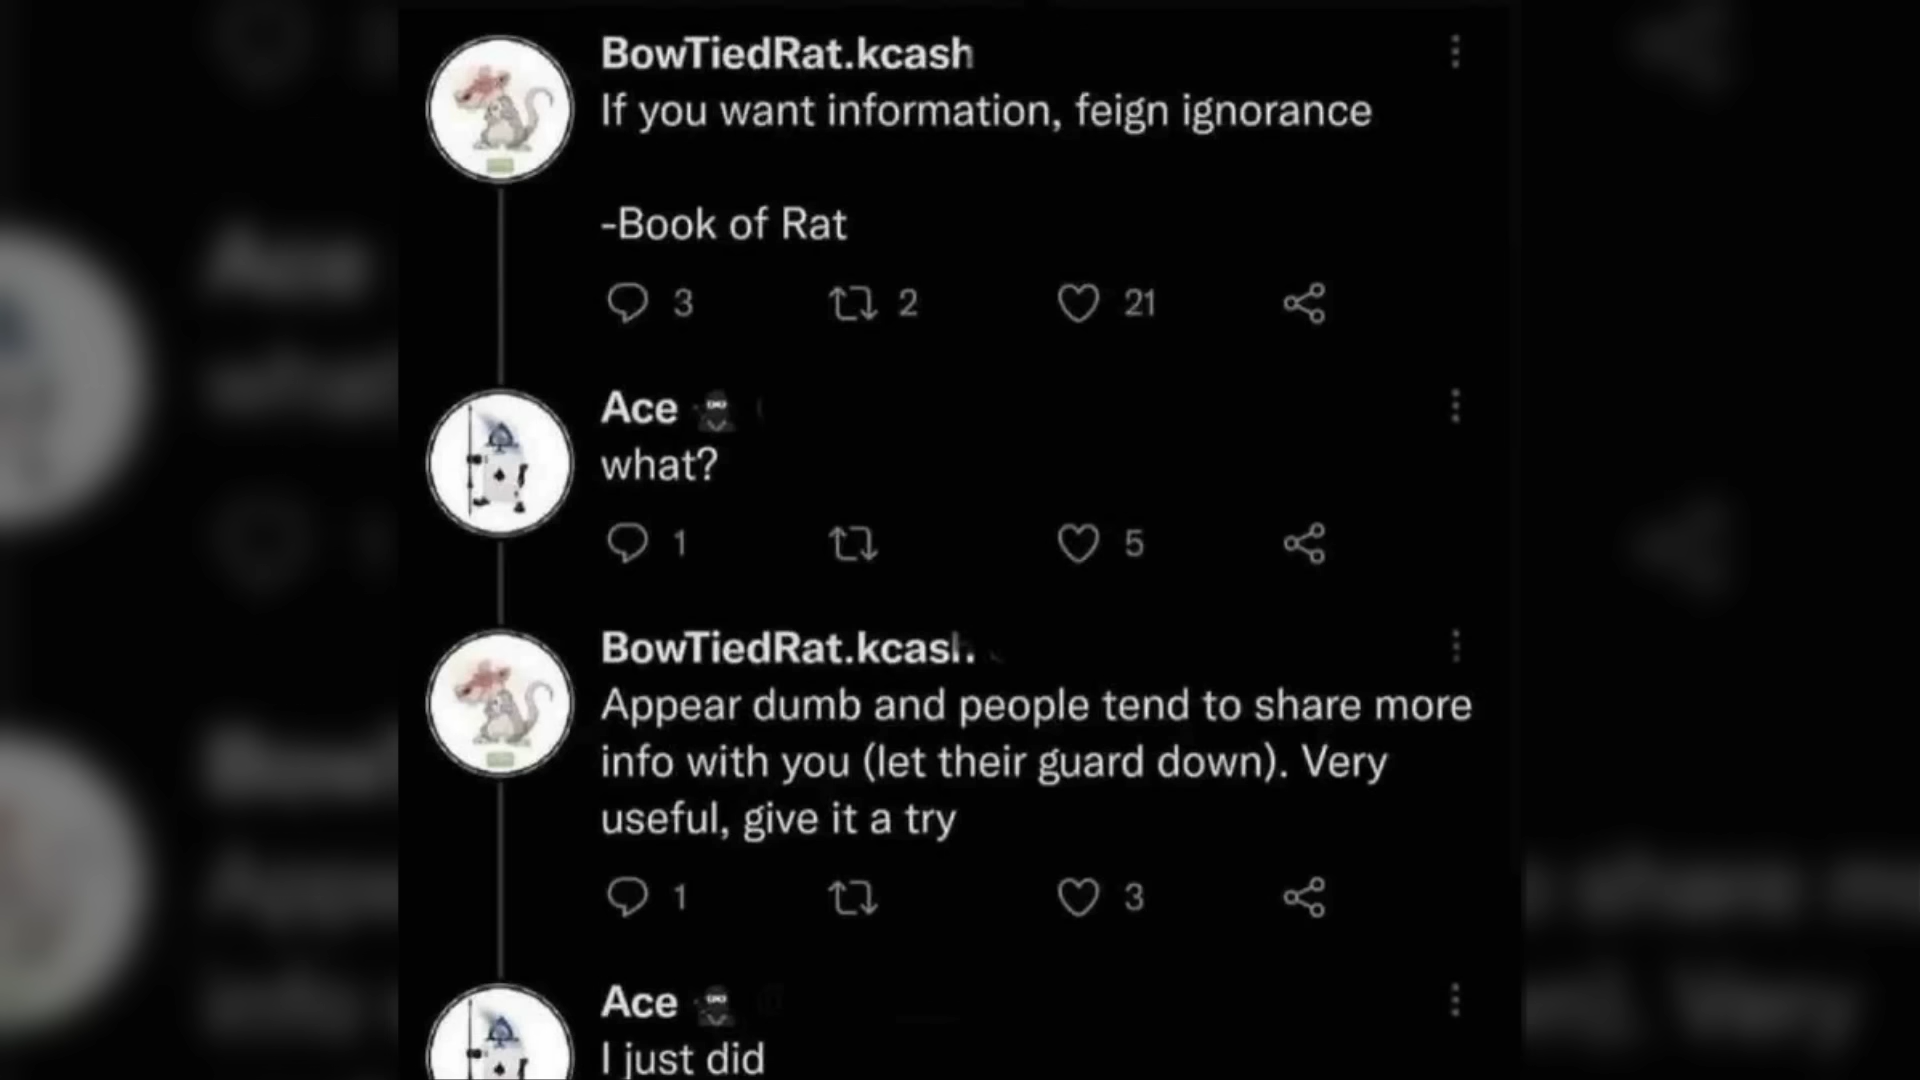 BowTiedRat.kcash
If you want information, feign ignorance
-Book of Rat
3 2 21
Ace
what?
1 5
BowTiedRat.kcash
Appear dumb and people tend to share more
info with you (let their guard down). Very
useful, give it a try
1 3
Ace
I just did